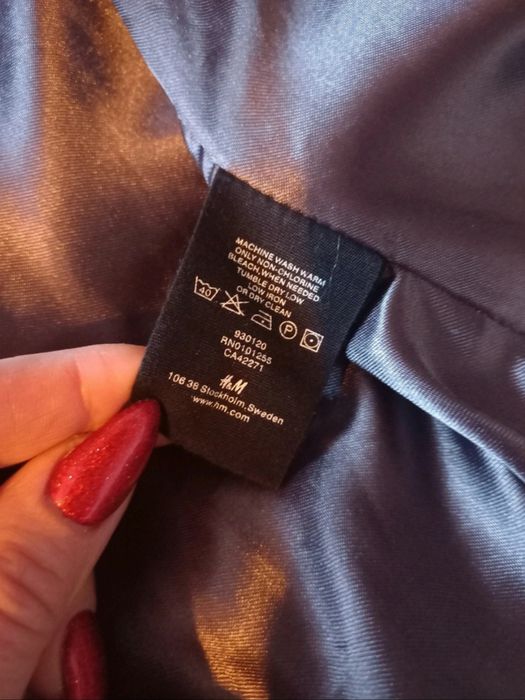 MACHINE WASH WARM
ONLY NON-CHLORINE
BLEACH.WHEN NEEDED
TUMBLE DRY LOW
LOW IRON
OR DRY CLEAN
40 P
930120
RN0101255
CA42271
H&M
106 38 Stockholm,Sweden
www.hm.com